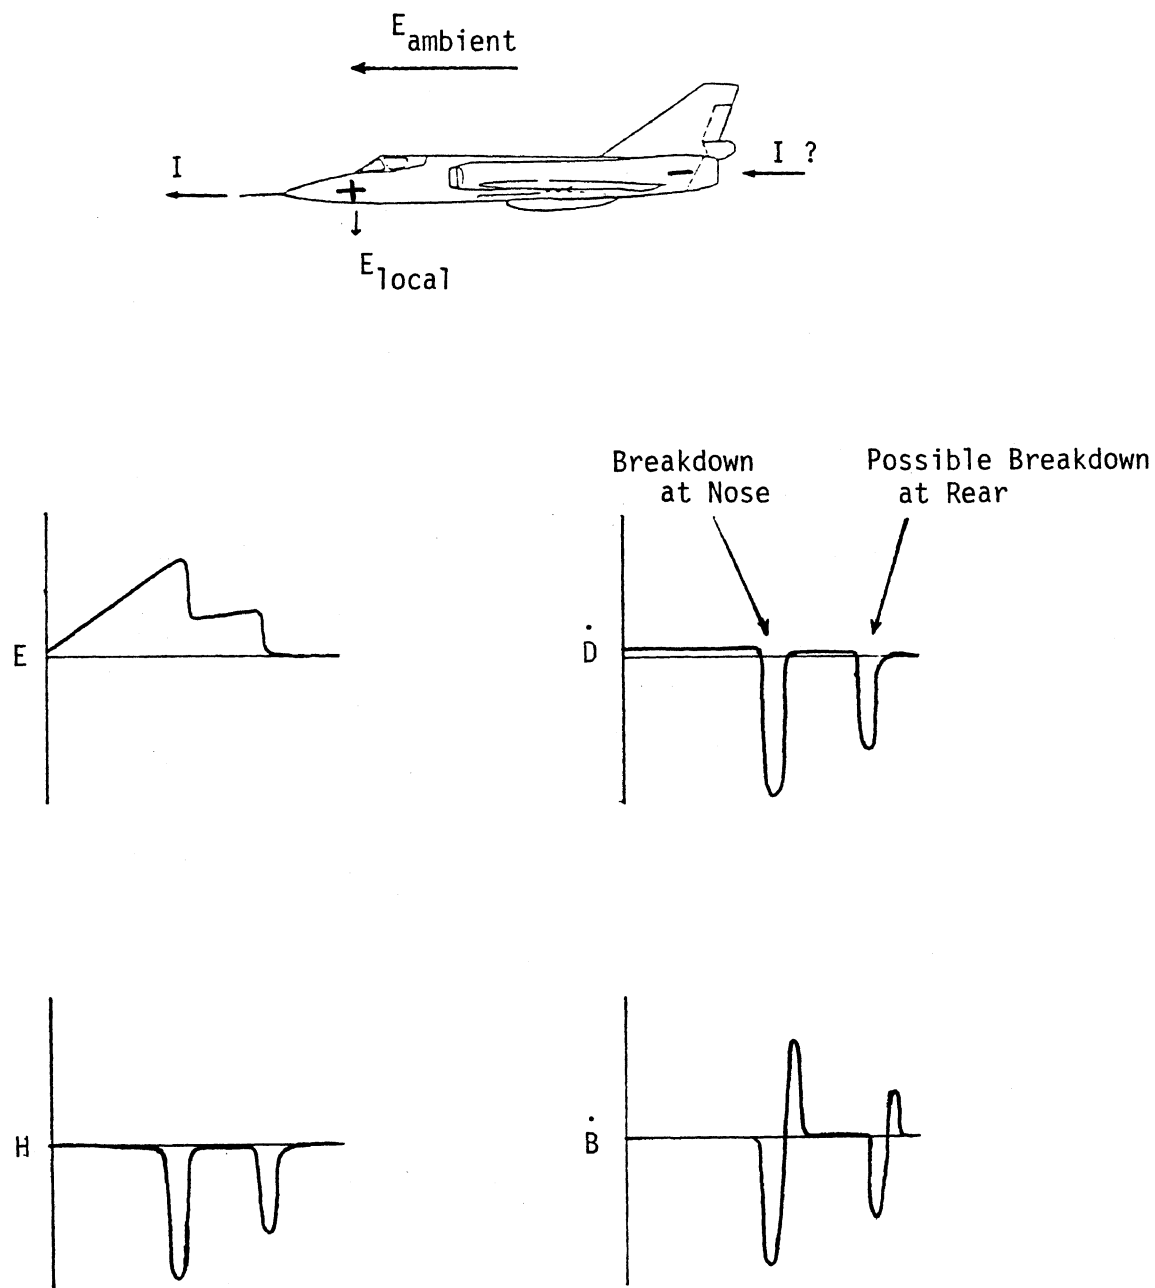 E ambient
I
+
−
I ?
E local
Breakdown
at Nose
Possible Breakdown
at Rear
E
Ḋ
H
Ḃ